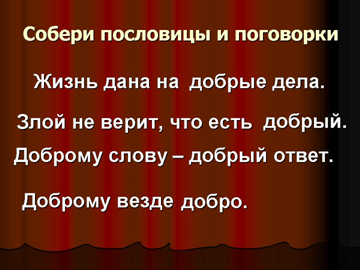 Собери пословицы и поговорки
Жизнь дана на добрые дела.
Злой не верит, что есть добрый.
Доброму слову – добрый ответ.
Доброму везде добро.